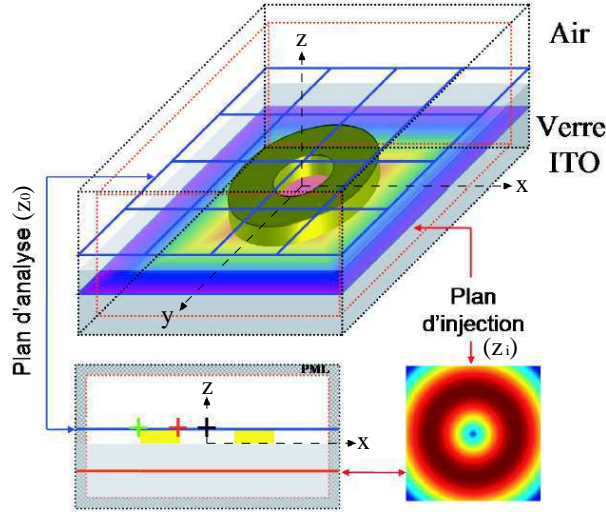 z
Air
Verre
ITO
x
y
Plan d'analyse (z₀)
Plan
d'injection
(zᵢ)
PML
z
x